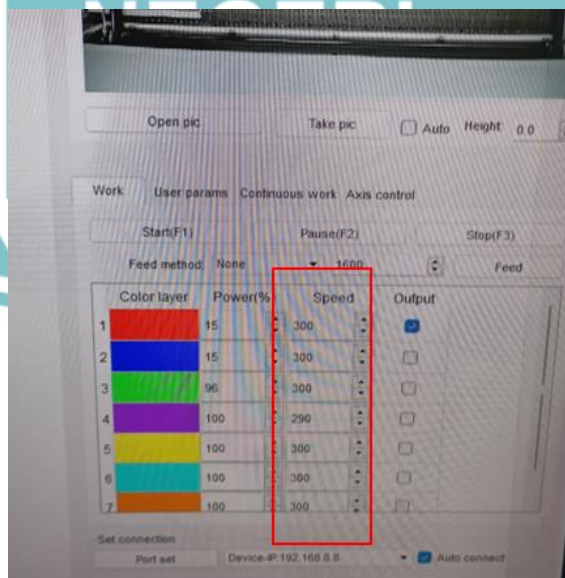 NEGERI
Open pic Take pic Auto Height 0.0
Work User params Continuous work Axis control
Start(F1) Pause(F2) Stop(F3)
Feed method: None 1600 Feed
Color layer Power(% Speed Output
1 15 300
2 15 300
3 96 300
4 100 290
5 100 300
6 100 300
7 100 300
Set connection
Port set Device-IP:192.168.8.8 Auto connect